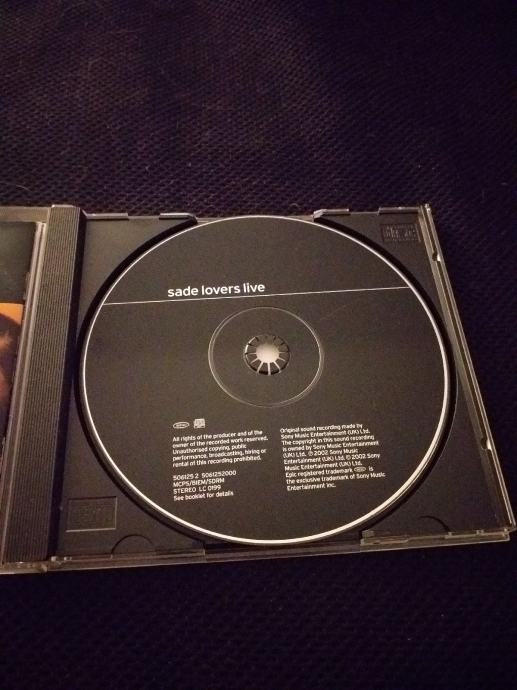 sade lovers live
All rights of the producer and of the
owner of the recorded work reserved.
Unauthorised copying, public
performance, broadcasting, hiring or
rental of this recording prohibited.
506125 2 5061252000
MCPS/BIEM/SDRM
STEREO LC 0199
See booklet for details
Original sound recording made by
Sony Music Entertainment (UK) Ltd.
The copyright in this sound recording
is owned by Sony Music Entertainment
(UK) Ltd. ℗ 2002 Sony Music
Entertainment (UK) Ltd. © 2002 Sony
Music Entertainment (UK) Ltd.
Epic registered trademark is
the exclusive trademark of Sony Music
Entertainment Inc.